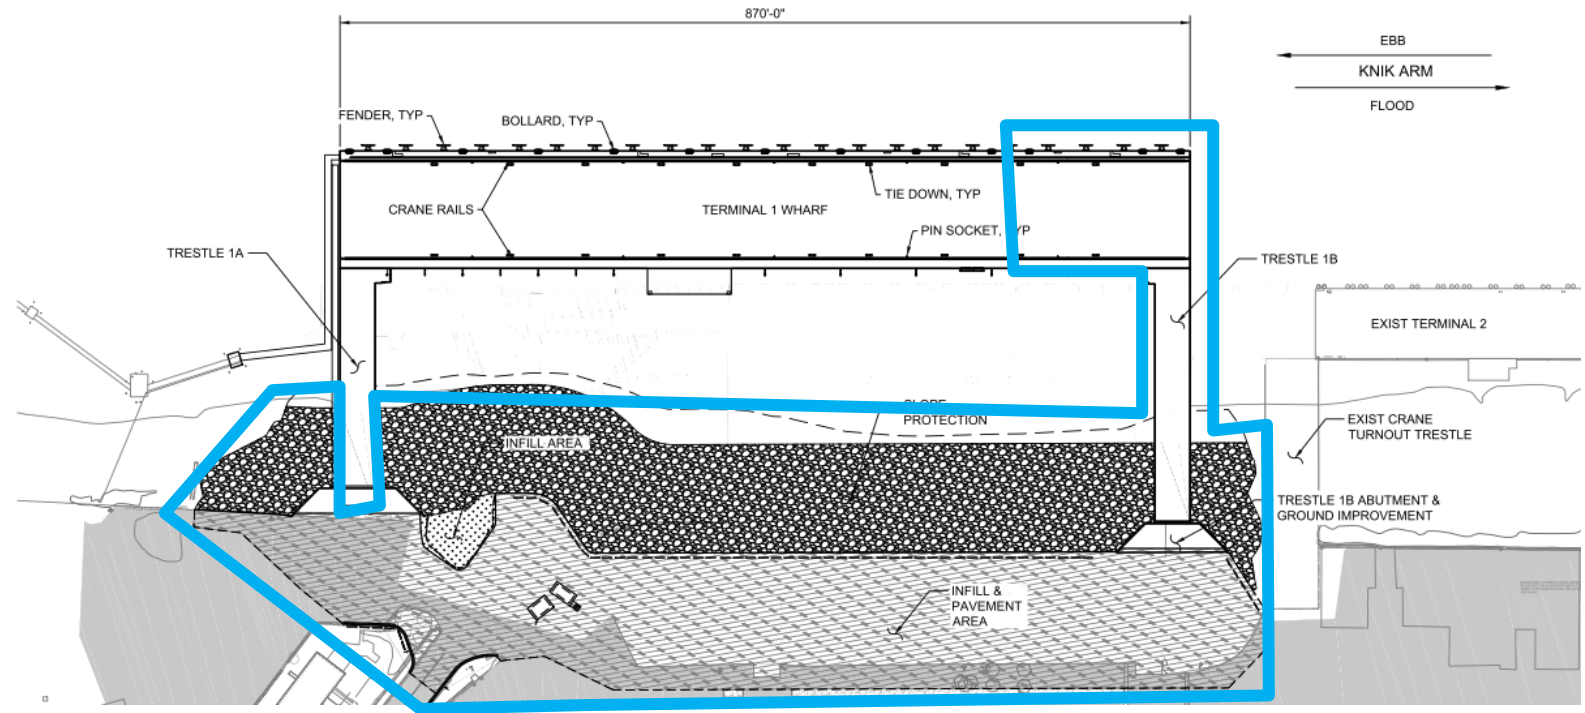 870'-0"
EBB
KNIK ARM
FLOOD
FENDER, TYP
BOLLARD, TYP
TIE DOWN, TYP
CRANE RAILS
TERMINAL 1 WHARF
PIN SOCKET, TYP
TRESTLE 1A
TRESTLE 1B
EXIST TERMINAL 2
SLOPE
PROTECTION
EXIST CRANE
TURNOUT TRESTLE
INFILL AREA
TRESTLE 1B ABUTMENT &
GROUND IMPROVEMENT
INFILL &
PAVEMENT
AREA